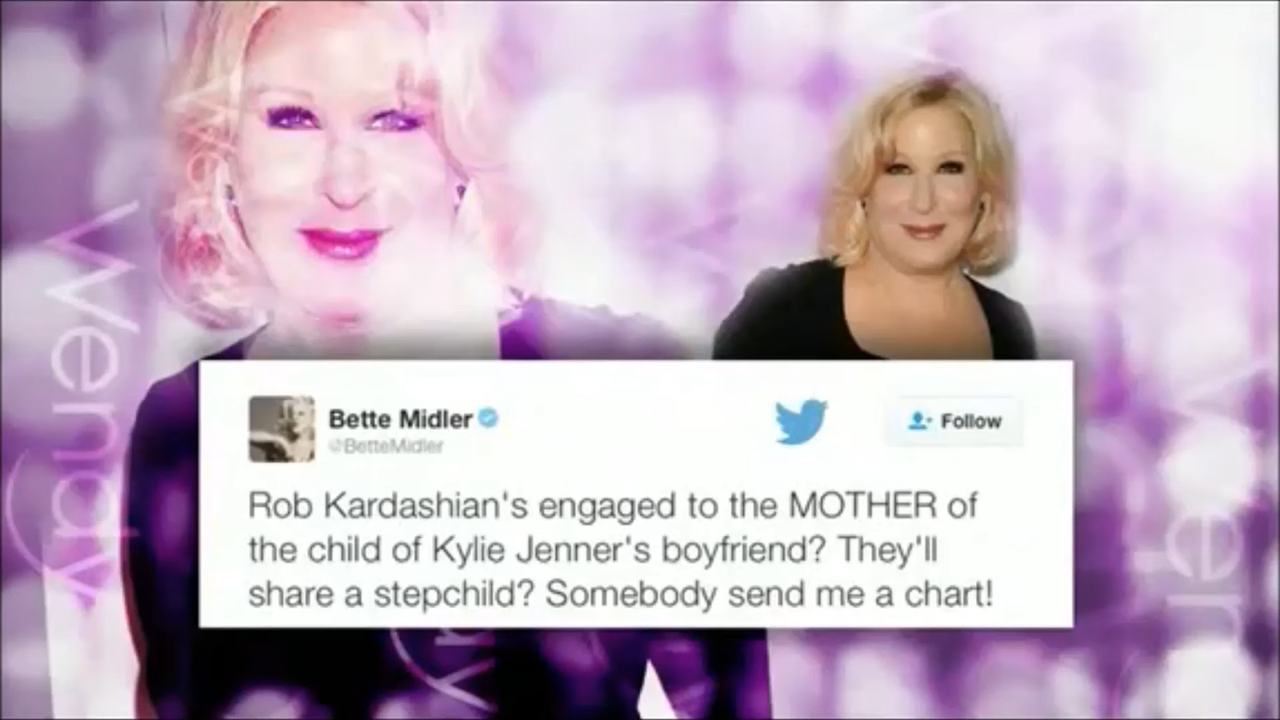 Wendy
Bette Midler
@BetteMidler
Follow
Rob Kardashian's engaged to the MOTHER of
the child of Kylie Jenner's boyfriend? They'll
share a stepchild? Somebody send me a chart!